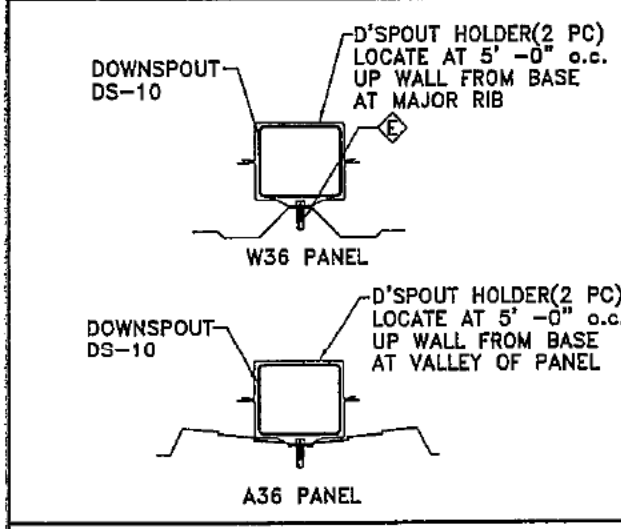 D'SPOUT HOLDER(2 PC)
LOCATE AT 5' -0" o.c.
UP WALL FROM BASE
AT MAJOR RIB
DOWNSPOUT
DS-10
E
W36 PANEL
D'SPOUT HOLDER(2 PC)
LOCATE AT 5' -0" o.c.
UP WALL FROM BASE
AT VALLEY OF PANEL
DOWNSPOUT
DS-10
A36 PANEL